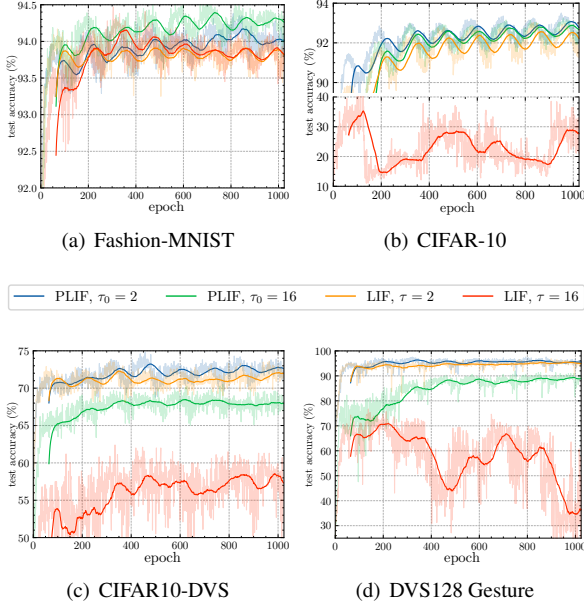 94.5
94.0
93.5
93.0
92.5
92.0
test accuracy (%)
0 200 400 600 800 1000
epoch
(a) Fashion-MNIST
94
92
90
40
30
20
10
test accuracy (%)
0 200 400 600 800 1000
epoch
(b) CIFAR-10
PLIF, τ₀ = 2 PLIF, τ₀ = 16 LIF, τ = 2 LIF, τ = 16
75
70
65
60
55
50
test accuracy (%)
0 200 400 600 800 1000
epoch
(c) CIFAR10-DVS
100
90
80
70
60
50
40
30
test accuracy (%)
0 200 400 600 800 1000
epoch
(d) DVS128 Gesture